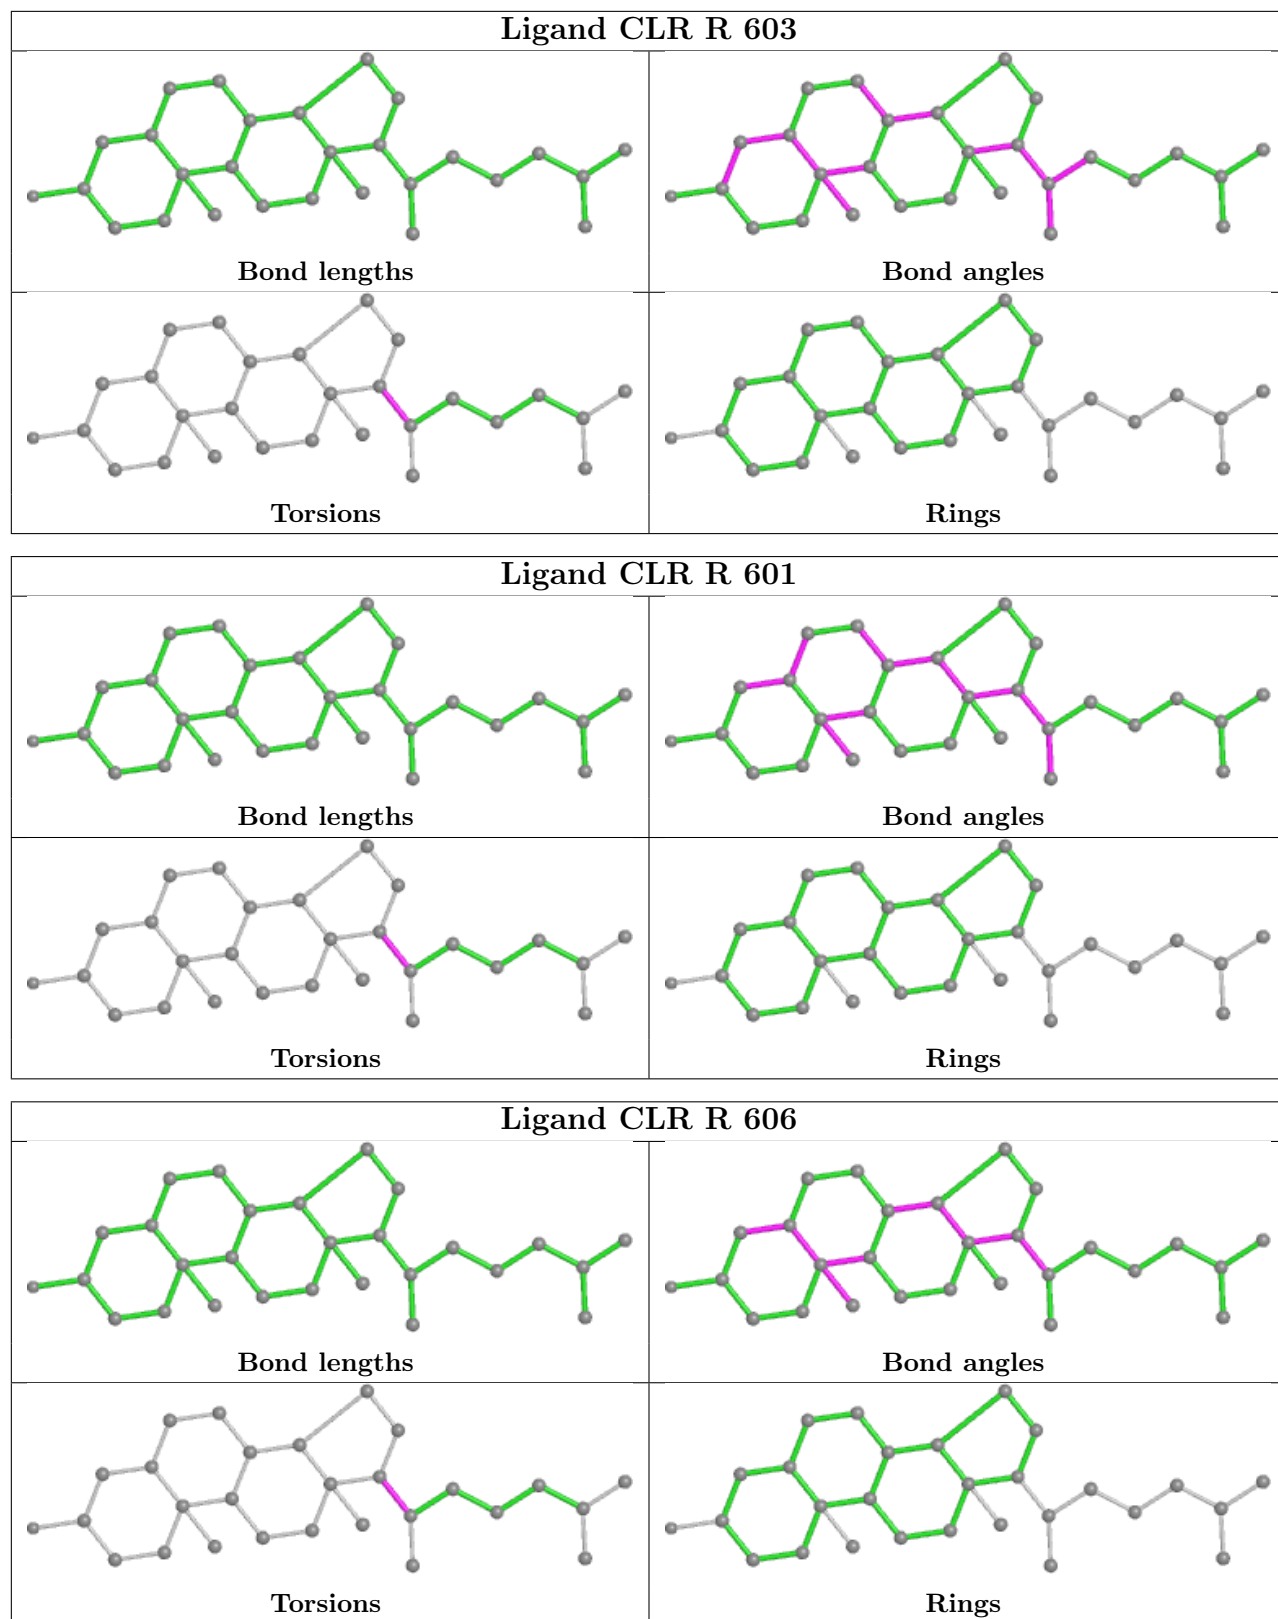 Ligand CLR R 603
Bond lengths
Bond angles
Torsions
Rings
Ligand CLR R 601
Bond lengths
Bond angles
Torsions
Rings
Ligand CLR R 606
Bond lengths
Bond angles
Torsions
Rings